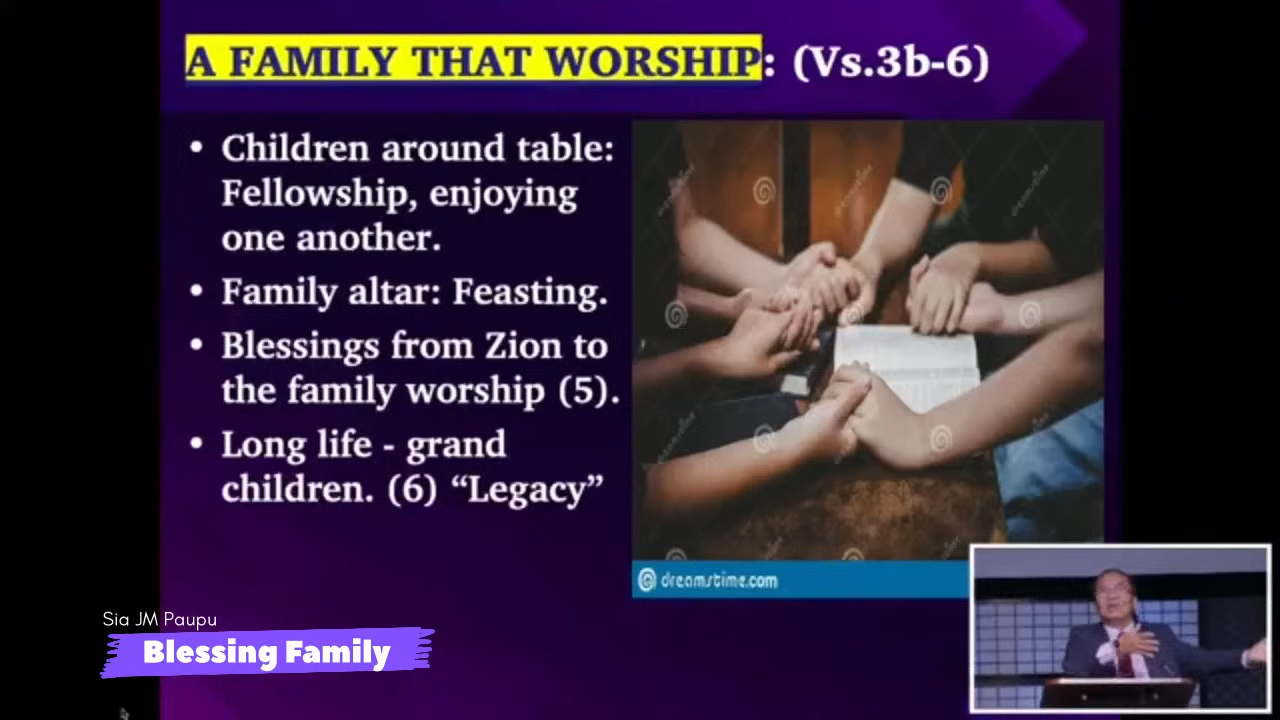 A FAMILY THAT WORSHIP: (Vs.3b-6)
• Children around table:
Fellowship, enjoying
one another.
• Family altar: Feasting.
• Blessings from Zion to
the family worship (5).
• Long life - grand
children. (6) “Legacy”
dreamstime.com
Sia JM Paupu
Blessing Family